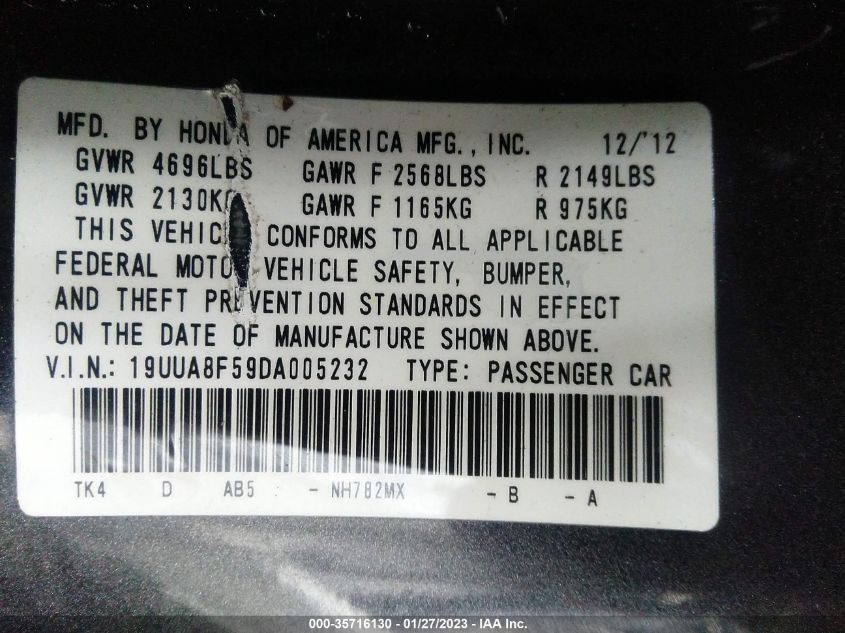 MFD. BY HONDA OF AMERICA MFG., INC. 12/'12
GVWR 4696LBS GAWR F 2568LBS R 2149LBS
GVWR 2130KG GAWR F 1165KG R 975KG
THIS VEHICLE CONFORMS TO ALL APPLICABLE
FEDERAL MOTOR VEHICLE SAFETY, BUMPER,
AND THEFT PREVENTION STANDARDS IN EFFECT
ON THE DATE OF MANUFACTURE SHOWN ABOVE.
V.I.N.: 19UUA8F59DA005232 TYPE: PASSENGER CAR
TK4 D AB5 - NH782MX - B - A
000-35716130 - 01/27/2023 - IAA Inc.